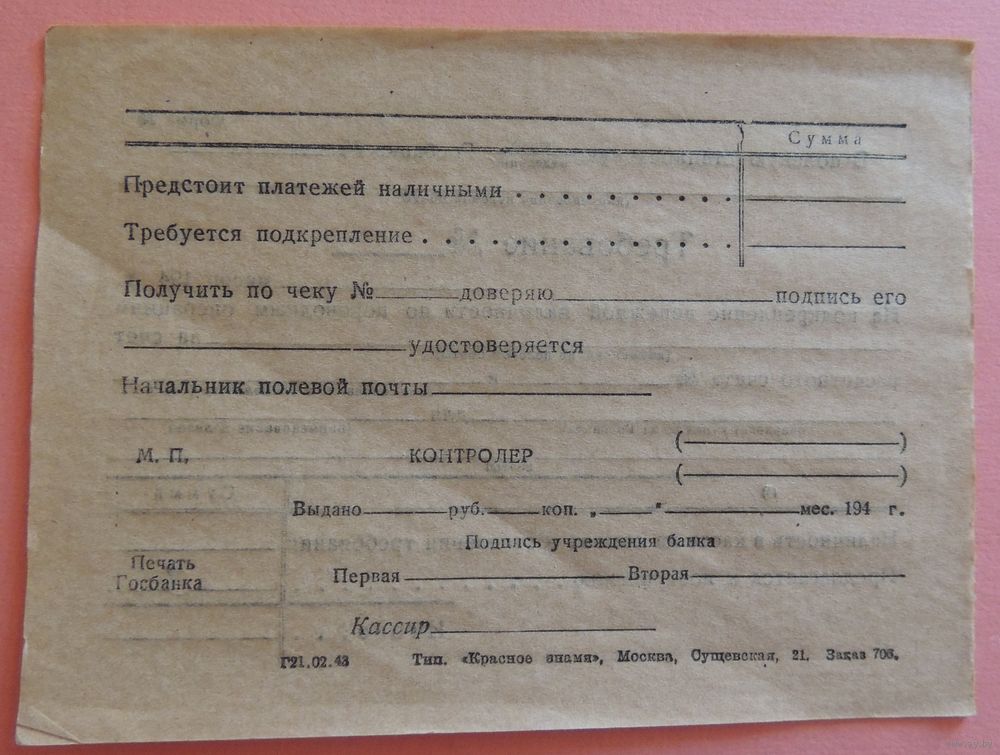 Сумма
Предстоит платежей наличными
Требуется подкрепление
Получить по чеку № доверяю подпись его
удостоверяется
Начальник полевой почты
М. П. КОНТРОЛЕР ( )
( )
Выдано руб. коп. „ " мес. 194 г.
Подпись учреждения банка
Печать
Госбанка
Первая Вторая
Кассир
Г21.02.43 Тип. «Красное знамя», Москва, Сущевская, 21. Заказ 706.